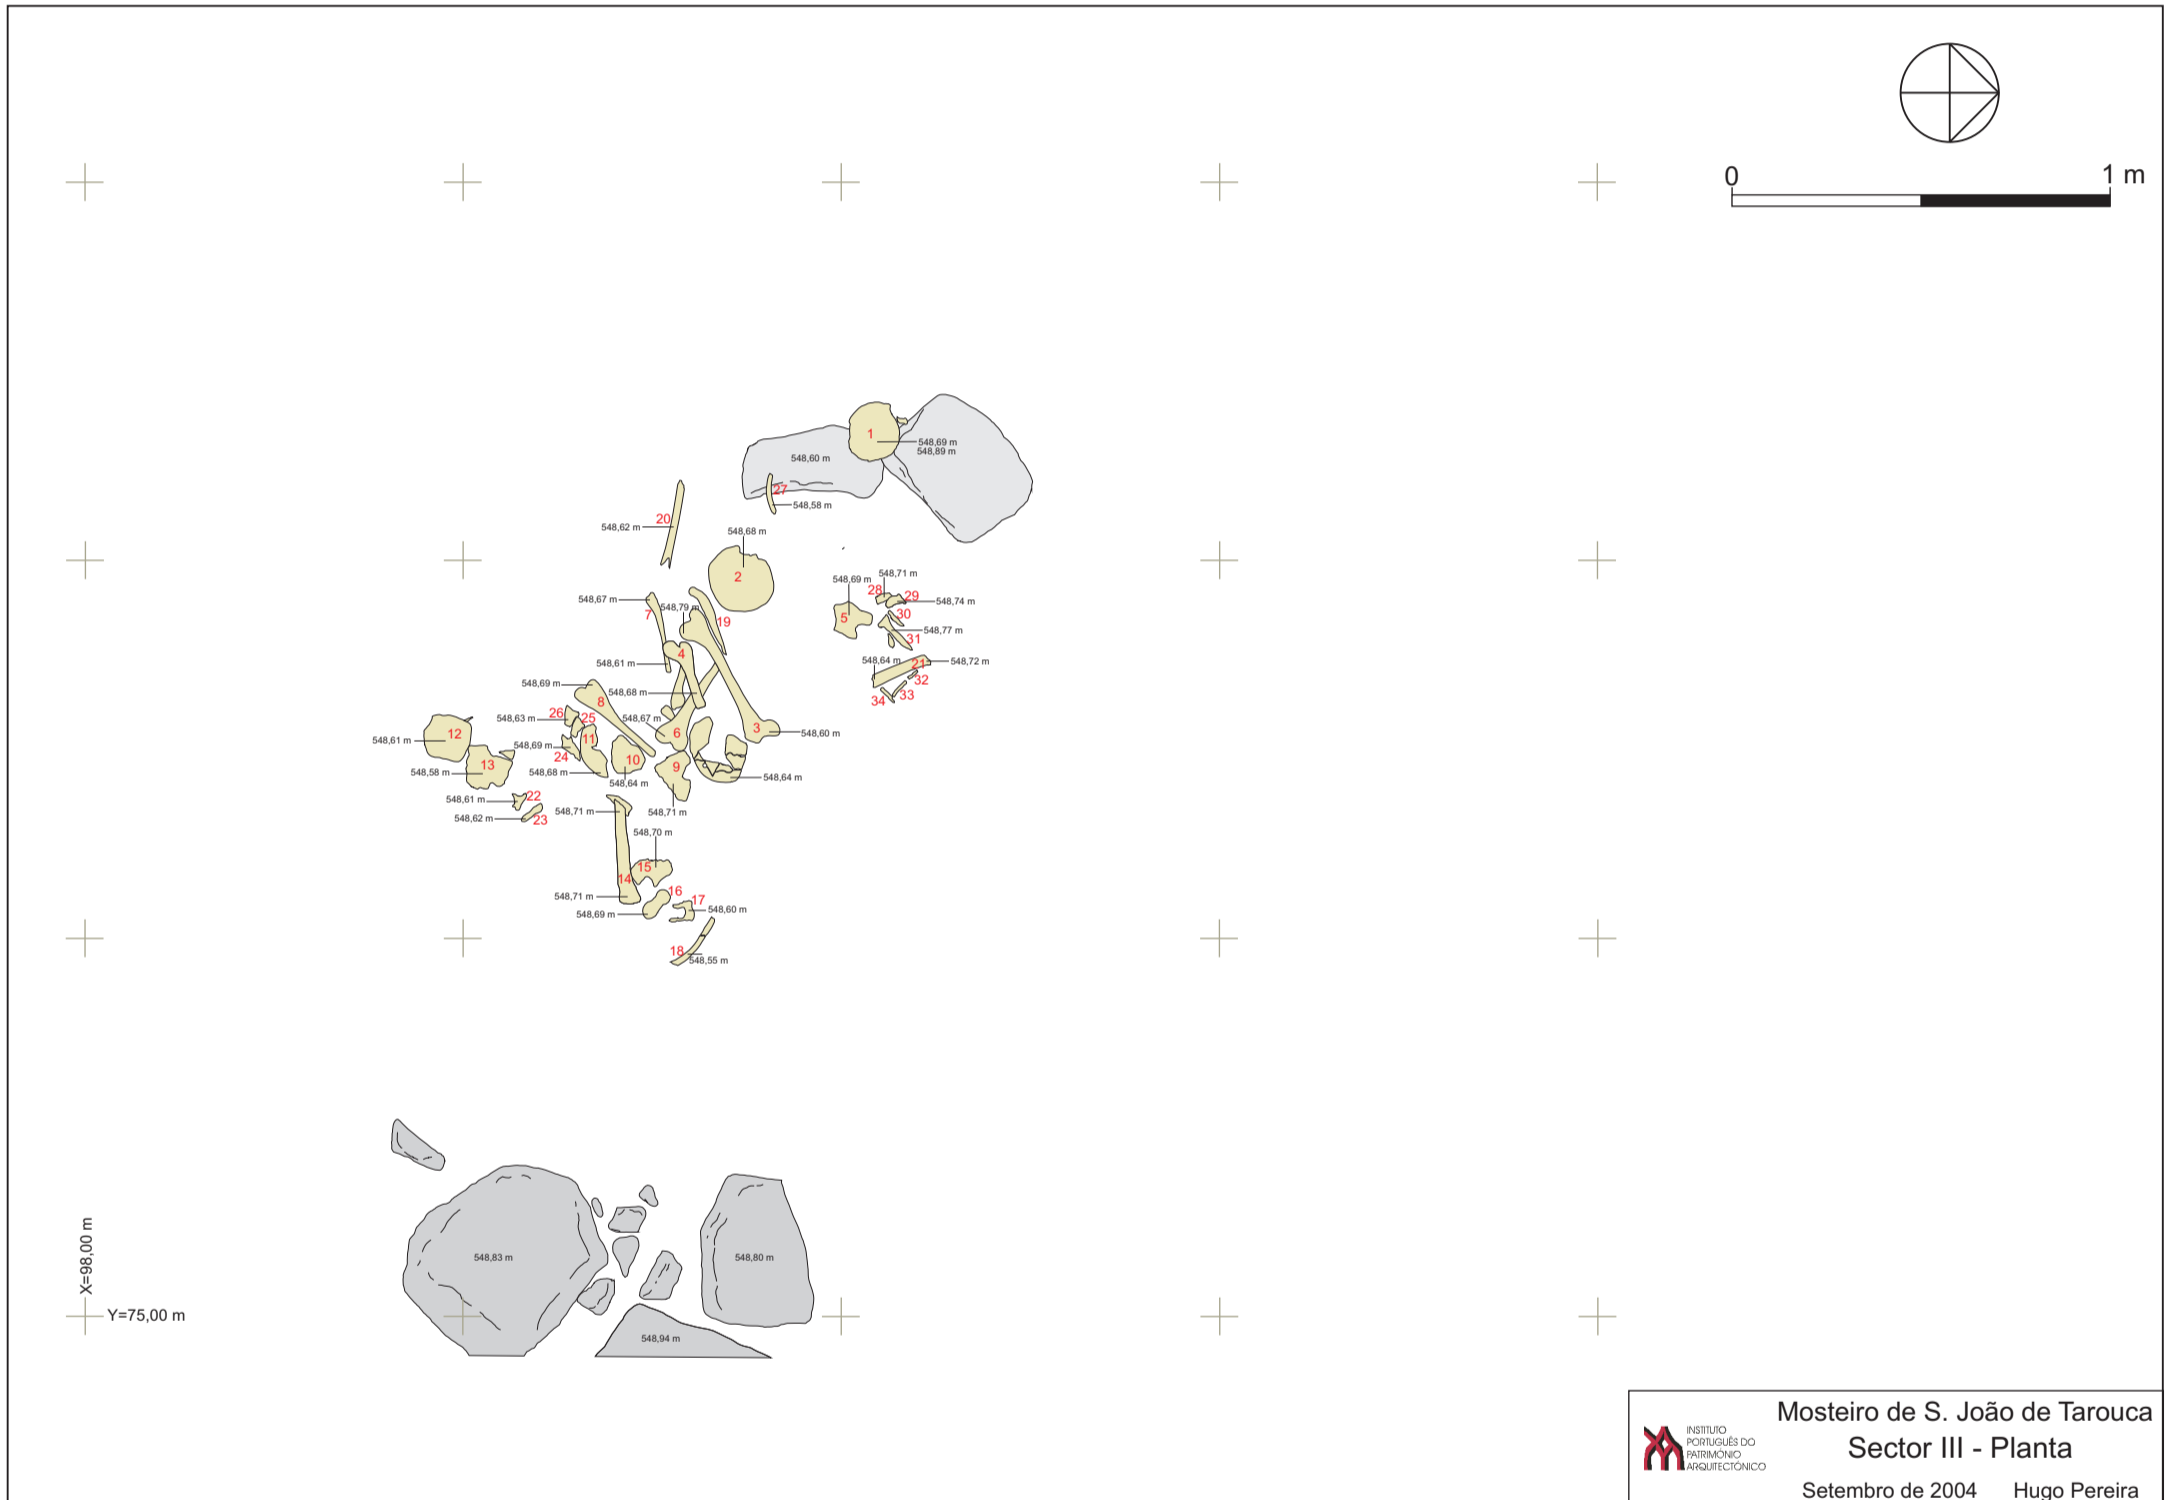 0
1 m
1
548,69 m
548,89 m
548,60 m
27
548,58 m
20
548,62 m
548,68 m
2
548,71 m
548,69 m
28
29
548,74 m
5
30
548,77 m
31
548,67 m
7
548,79 m
19
4
548,61 m
548,64 m
21
548,72 m
32
33
34
548,69 m
548,68 m
8
26
25
548,63 m
548,67 m
3
548,60 m
6
12
548,61 m
11
548,69 m
24
10
9
13
548,58 m
548,68 m
548,64 m
548,64 m
22
548,61 m
23
548,62 m
548,71 m
548,71 m
548,70 m
15
14
548,71 m
16
17
548,69 m
548,60 m
18
548,55 m
548,83 m
548,80 m
X=98,00 m
Y=75,00 m
548,94 m
INSTITUTO
PORTUGUÊS DO
PATRIMÓNIO
ARQUITECTÓNICO
Mosteiro de S. João de Tarouca
Sector III - Planta
Setembro de 2004 Hugo Pereira